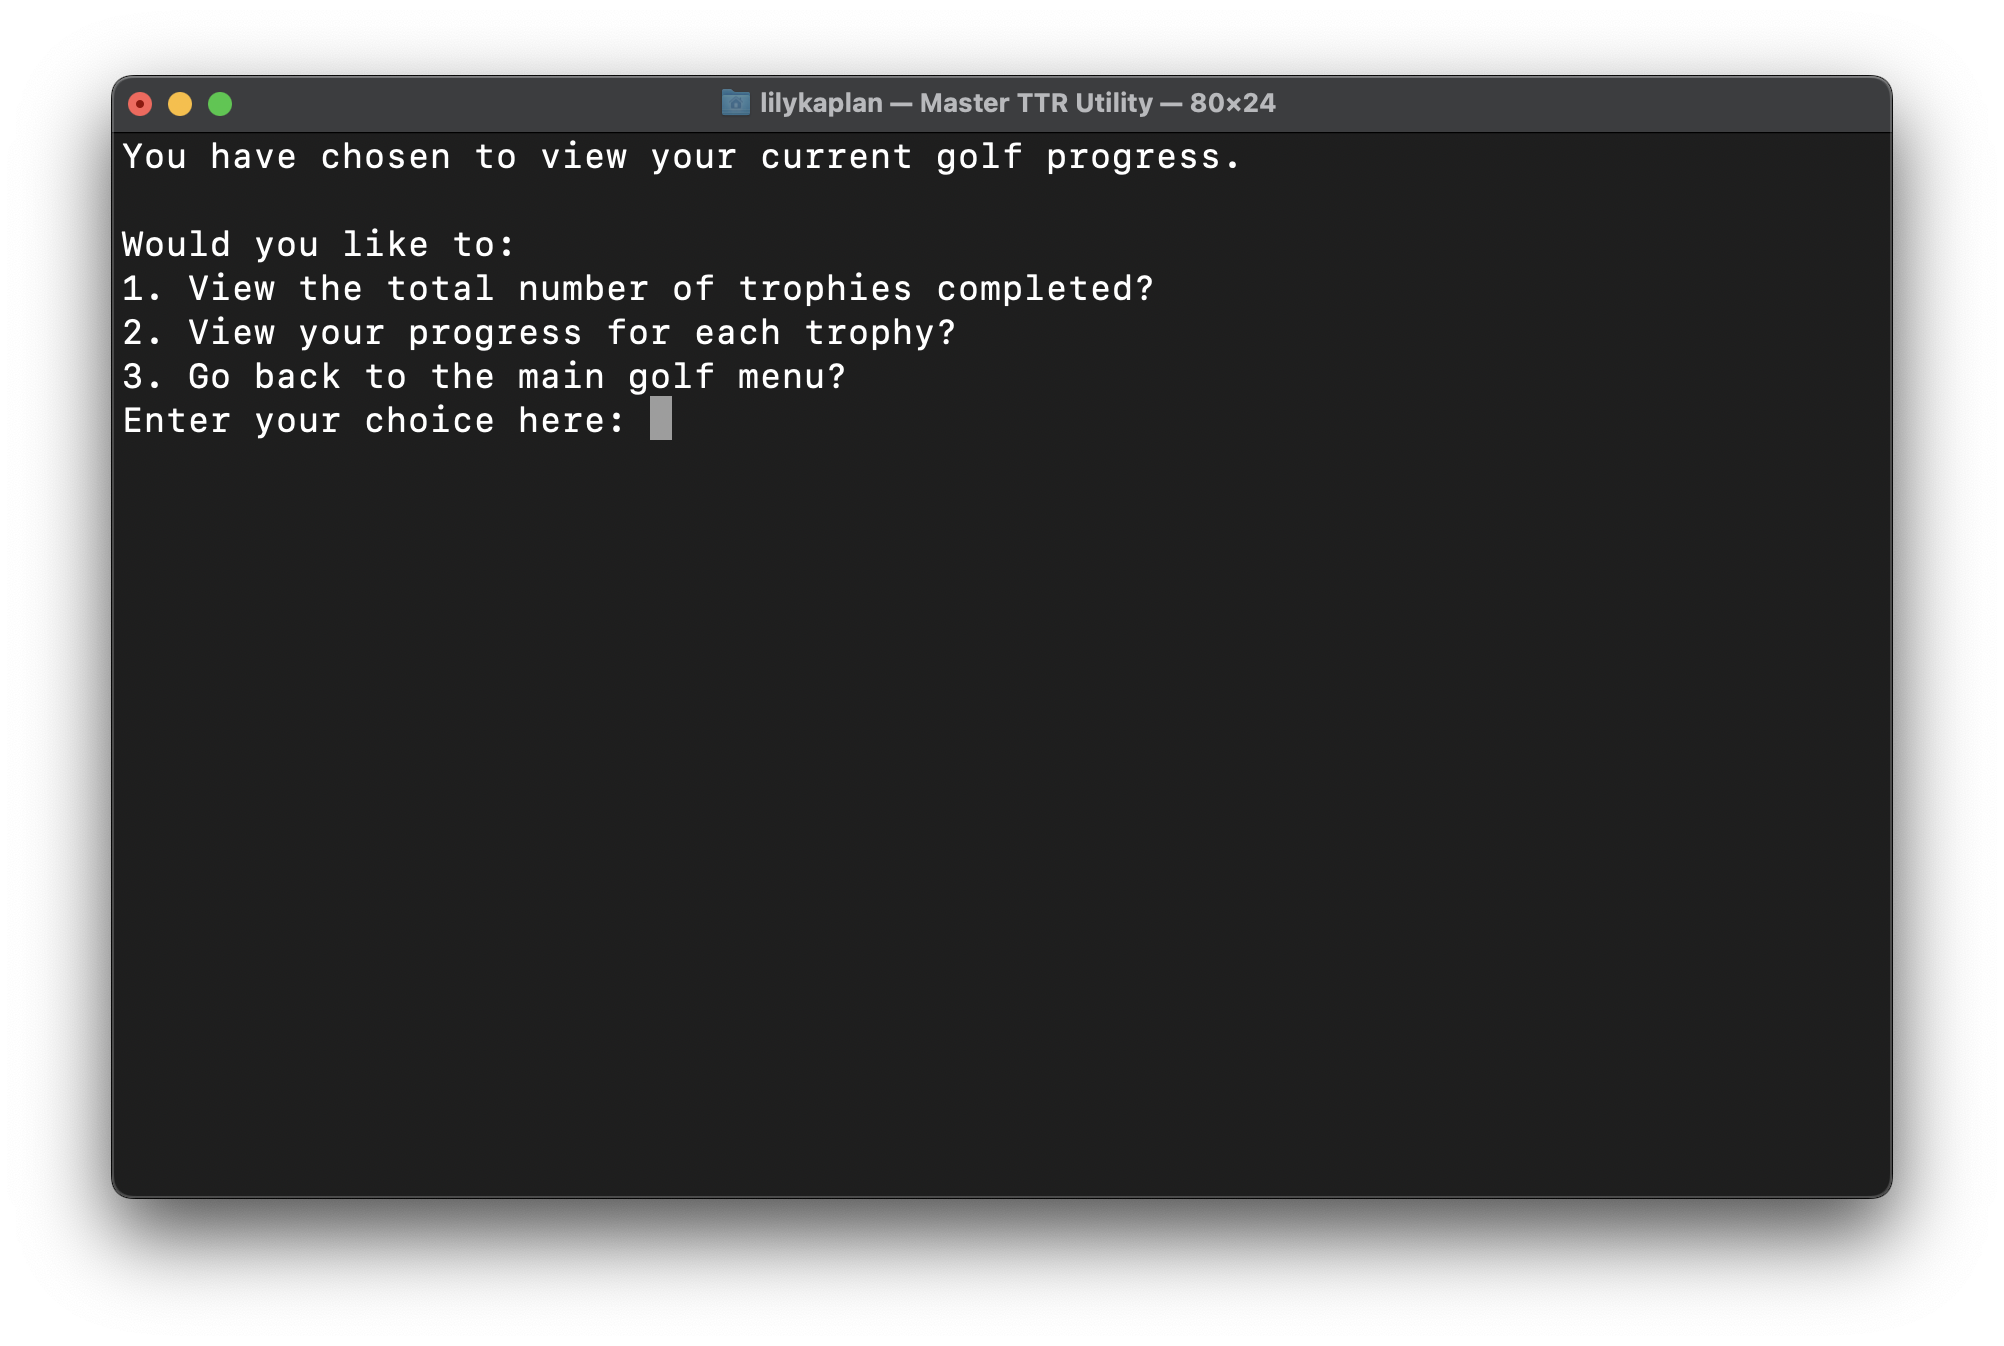 lilykaplan — Master TTR Utility — 80×24
You have chosen to view your current golf progress.
Would you like to:
1. View the total number of trophies completed?
2. View your progress for each trophy?
3. Go back to the main golf menu?
Enter your choice here: